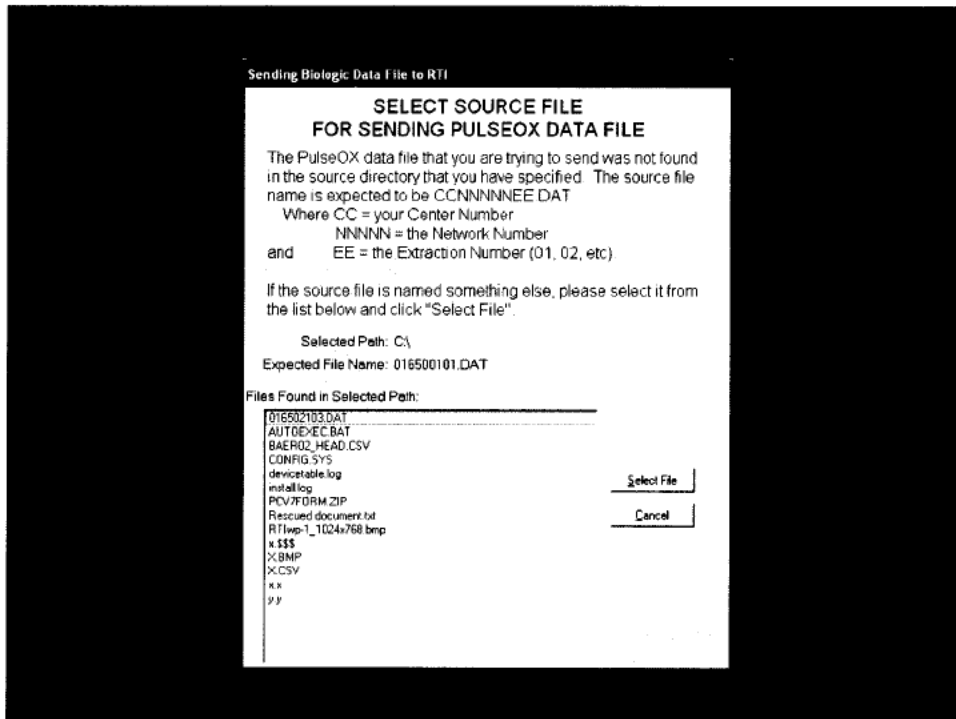 Sending Biologic Data File to RTI
SELECT SOURCE FILE
FOR SENDING PULSEOX DATA FILE
The PulseOX data file that you are trying to send was not found
in the source directory that you have specified. The source file
name is expected to be CCNNNNNEE.DAT
Where CC = your Center Number
NNNNN = the Network Number
and EE = the Extraction Number (01, 02, etc).
If the source file is named something else, please select it from
the list below and click "Select File".
Selected Path: C:\
Expected File Name: 016500101.DAT
Files Found in Selected Path:
016502103.DAT
AUTOEXEC.BAT
BAER02_HEAD.CSV
CONFIG.SYS
devicetable.log
install.log
PCV7FORM.ZIP
Rescued document.txt
RTIwp-1_1024x768.bmp
x.$$$
X.BMP
X.CSV
x.x
y.y
Select File
Cancel